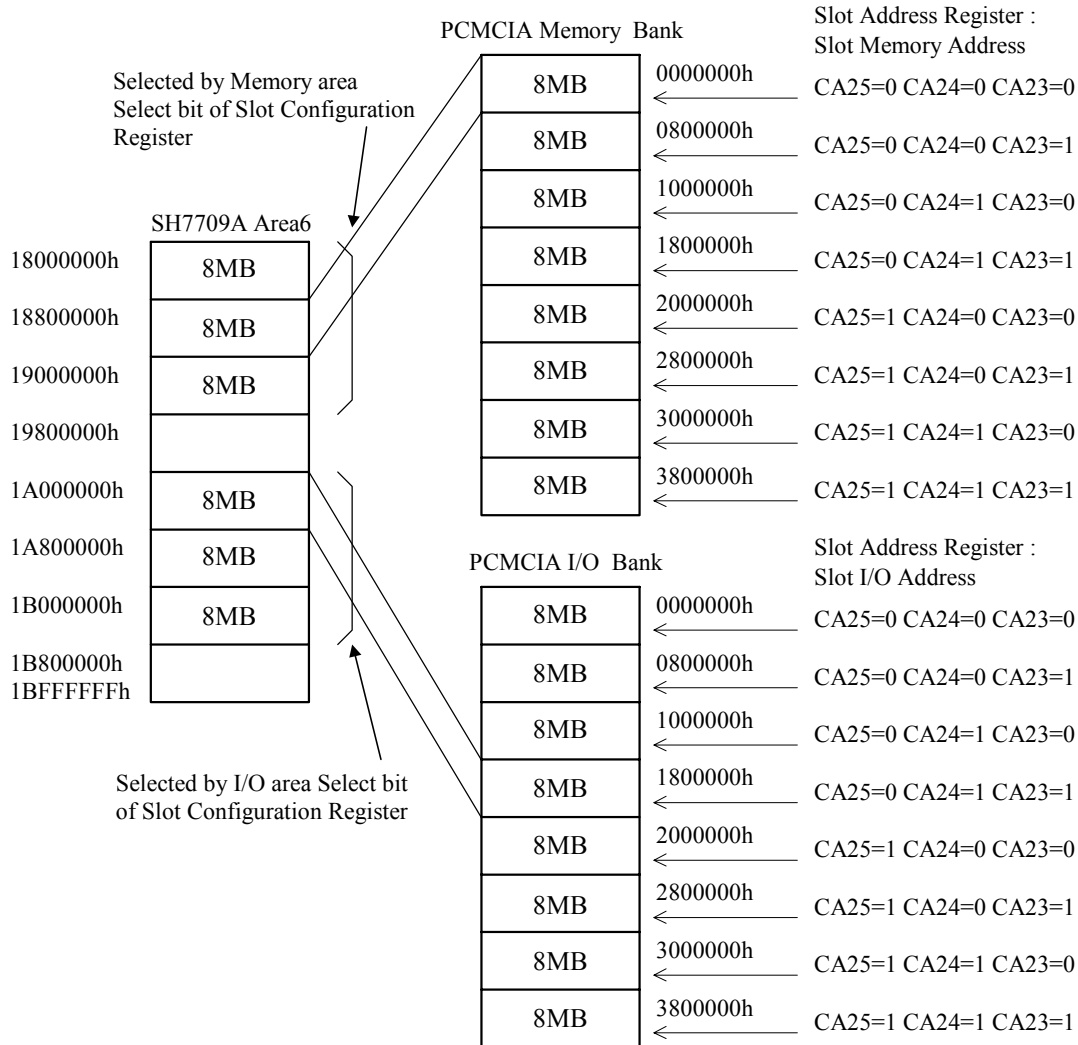 Slot Address Register :
Slot Memory Address
PCMCIA Memory Bank
Selected by Memory area
Select bit of Slot Configuration
Register
8MB 0000000h CA25=0 CA24=0 CA23=0
8MB 0800000h CA25=0 CA24=0 CA23=1
8MB 1000000h CA25=0 CA24=1 CA23=0
8MB 1800000h CA25=0 CA24=1 CA23=1
8MB 2000000h CA25=1 CA24=0 CA23=0
8MB 2800000h CA25=1 CA24=0 CA23=1
8MB 3000000h CA25=1 CA24=1 CA23=0
8MB 3800000h CA25=1 CA24=1 CA23=1
SH7709A Area6
18000000h 8MB
18800000h 8MB
19000000h 8MB
19800000h
1A000000h 8MB
1A800000h 8MB
1B000000h 8MB
1B800000h
1BFFFFFFh
Selected by I/O area Select bit
of Slot Configuration Register
Slot Address Register :
Slot I/O Address
PCMCIA I/O Bank
8MB 0000000h CA25=0 CA24=0 CA23=0
8MB 0800000h CA25=0 CA24=0 CA23=1
8MB 1000000h CA25=0 CA24=1 CA23=0
8MB 1800000h CA25=0 CA24=1 CA23=1
8MB 2000000h CA25=1 CA24=0 CA23=0
8MB 2800000h CA25=1 CA24=0 CA23=1
8MB 3000000h CA25=1 CA24=1 CA23=0
8MB 3800000h CA25=1 CA24=1 CA23=1